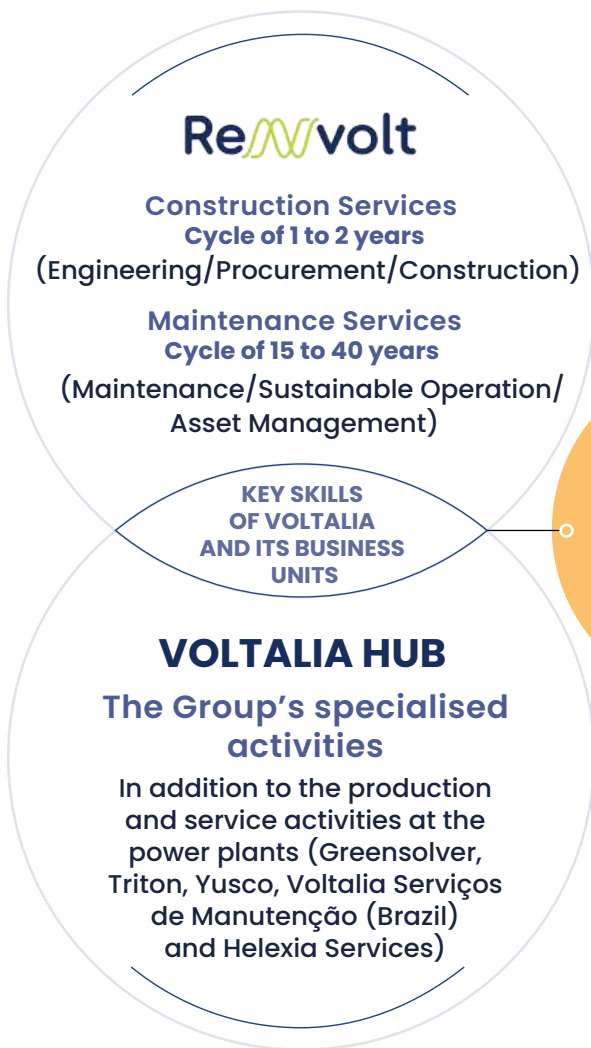 Renvolt
Construction Services
Cycle of 1 to 2 years
(Engineering/Procurement/Construction)
Maintenance Services
Cycle of 15 to 40 years
(Maintenance/Sustainable Operation/
Asset Management)
KEY SKILLS
OF VOLTALIA
AND ITS BUSINESS
UNITS
VOLTALIA HUB
The Group’s specialised
activities
In addition to the production
and service activities at the
power plants (Greensolver,
Triton, Yusco, Voltalia Serviços
de Manutenção (Brazil)
and Helexia Services)